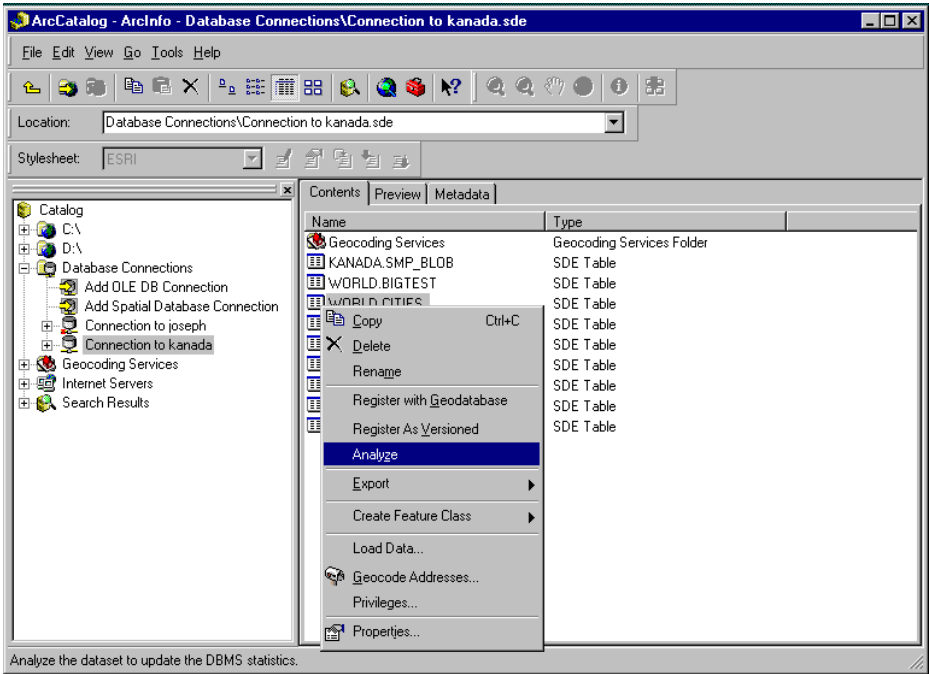 ArcCatalog - ArcInfo - Database Connections\Connection to kanada.sde
File Edit View Go Tools Help
Location: Database Connections\Connection to kanada.sde
Stylesheet: ESRI
Catalog
C:\
D:\
Database Connections
Add OLE DB Connection
Add Spatial Database Connection
Connection to joseph
Connection to kanada
Geocoding Services
Internet Servers
Search Results
Contents Preview Metadata
Name Type
Geocoding Services Geocoding Services Folder
KANADA.SMP_BLOB SDE Table
WORLD.BIGTEST SDE Table
WORLD.CITIES SDE Table
SDE Table
SDE Table
SDE Table
SDE Table
SDE Table
SDE Table
Copy Ctrl+C
Delete
Rename
Register with Geodatabase
Register As Versioned
Analyze
Export
Create Feature Class
Load Data...
Geocode Addresses...
Privileges...
Properties...
Analyze the dataset to update the DBMS statistics.